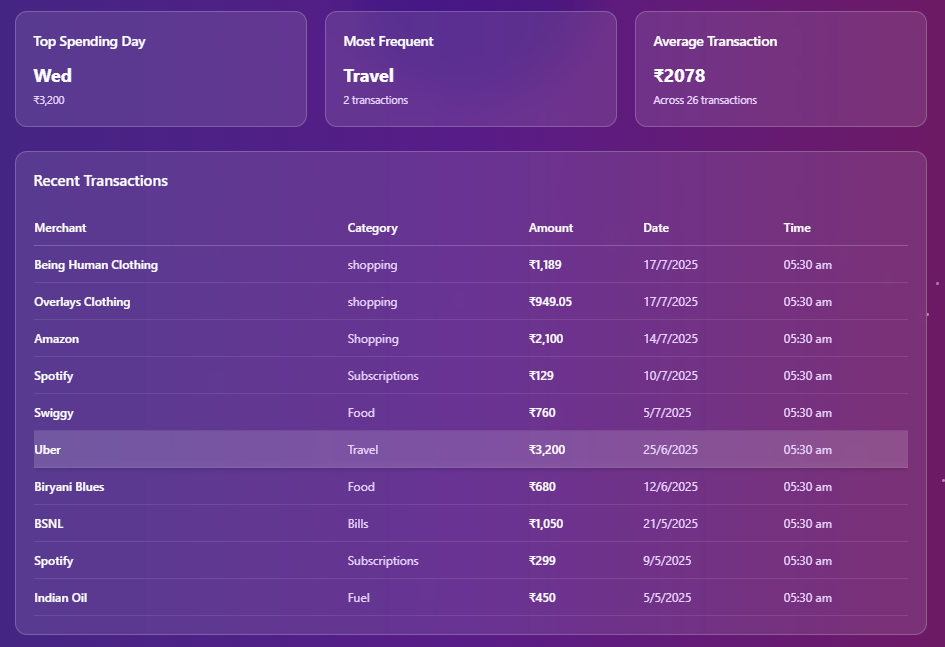 Top Spending Day
Wed
₹3,200
Most Frequent
Travel
2 transactions
Average Transaction
₹2078
Across 26 transactions
Recent Transactions
Merchant Category Amount Date Time
Being Human Clothing shopping ₹1,189 17/7/2025 05:30 am
Overlays Clothing shopping ₹949.05 17/7/2025 05:30 am
Amazon Shopping ₹2,100 14/7/2025 05:30 am
Spotify Subscriptions ₹129 10/7/2025 05:30 am
Swiggy Food ₹760 5/7/2025 05:30 am
Uber Travel ₹3,200 25/6/2025 05:30 am
Biryani Blues Food ₹680 12/6/2025 05:30 am
BSNL Bills ₹1,050 21/5/2025 05:30 am
Spotify Subscriptions ₹299 9/5/2025 05:30 am
Indian Oil Fuel ₹450 5/5/2025 05:30 am